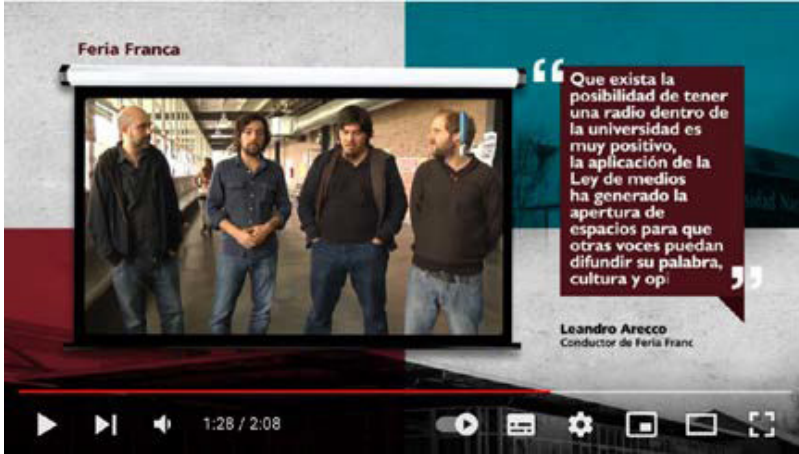 Feria Franca
“ Que exista la
posibilidad de tener
una radio dentro de
la universidad es
muy positivo,
la aplicación de la
Ley de medios
ha generado la
apertura de
espacios para que
otras voces puedan
difundir su palabra,
cultura y opi ”
Leandro Arecco
Conductor de Feria Franc
1:28 / 2:08